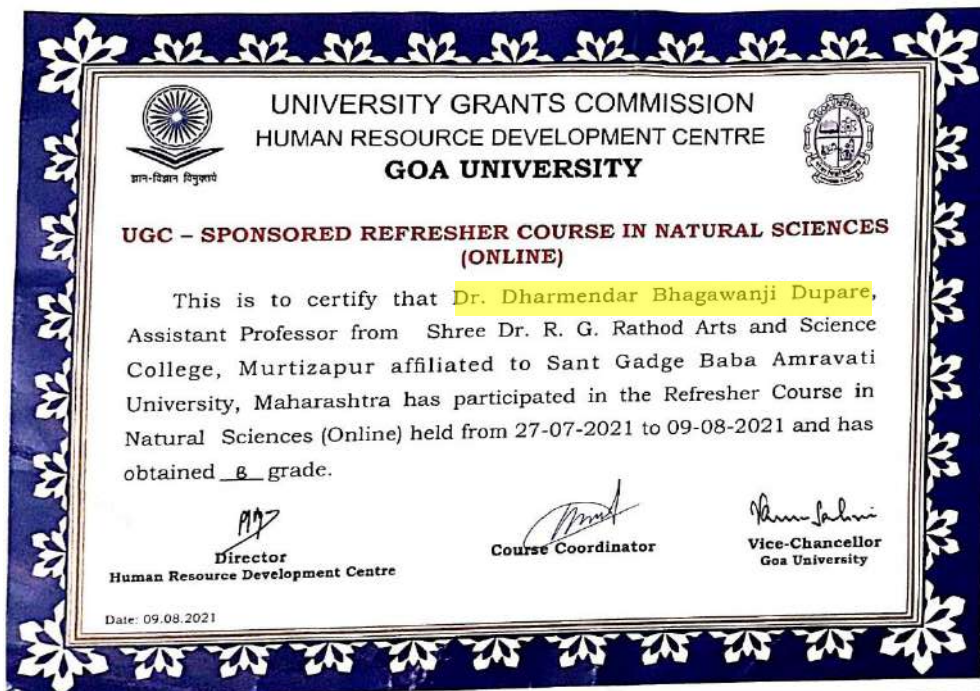 UNIVERSITY GRANTS COMMISSION
HUMAN RESOURCE DEVELOPMENT CENTRE
GOA UNIVERSITY
ज्ञान-विज्ञान विमुक्तये
UGC – SPONSORED REFRESHER COURSE IN NATURAL SCIENCES
(ONLINE)
This is to certify that Dr. Dharmendar Bhagawanji Dupare,
Assistant Professor from Shree Dr. R. G. Rathod Arts and Science
College, Murtizapur affiliated to Sant Gadge Baba Amravati
University, Maharashtra has participated in the Refresher Course in
Natural Sciences (Online) held from 27-07-2021 to 09-08-2021 and has
obtained B grade.
Director
Human Resource Development Centre
Course Coordinator
Vice-Chancellor
Goa University
Date: 09.08.2021